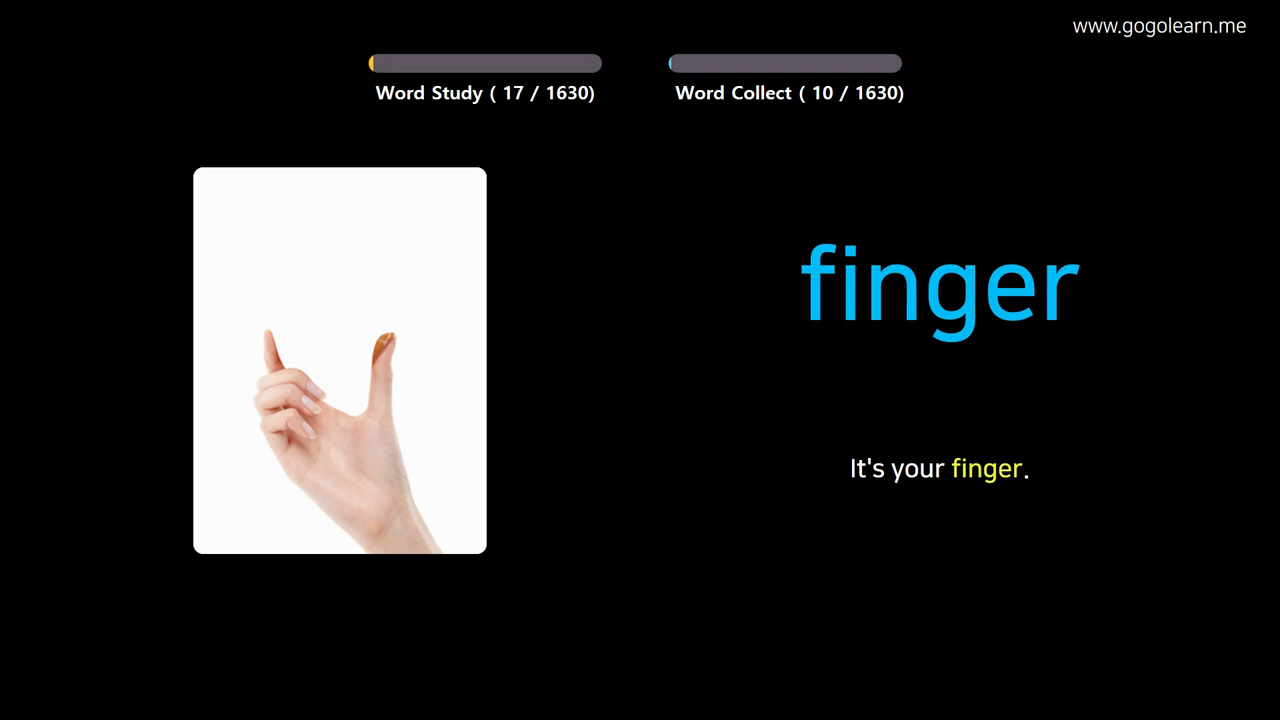 www.gogolearn.me
Word Study ( 17 / 1630)
Word Collect ( 10 / 1630)
finger
It's your finger.